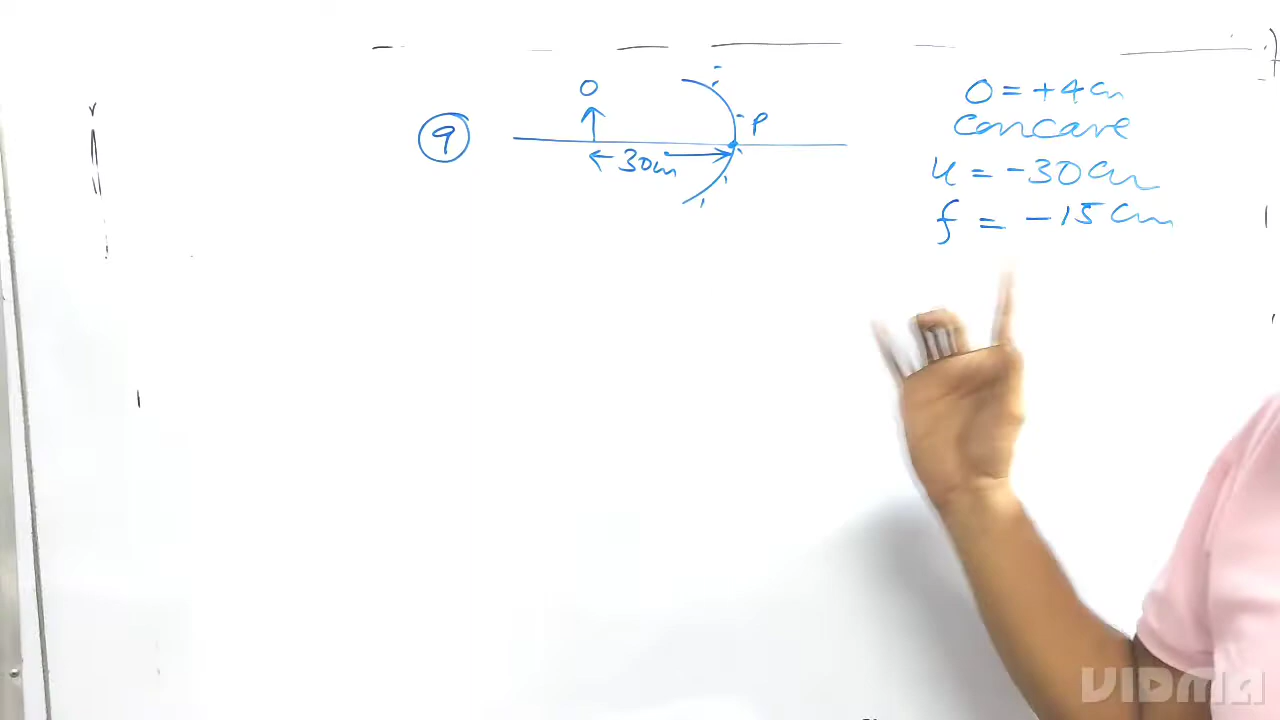 9
O
P
30cm
O = +4cm
concave
u = -30cm
f = -15cm
VIDMA